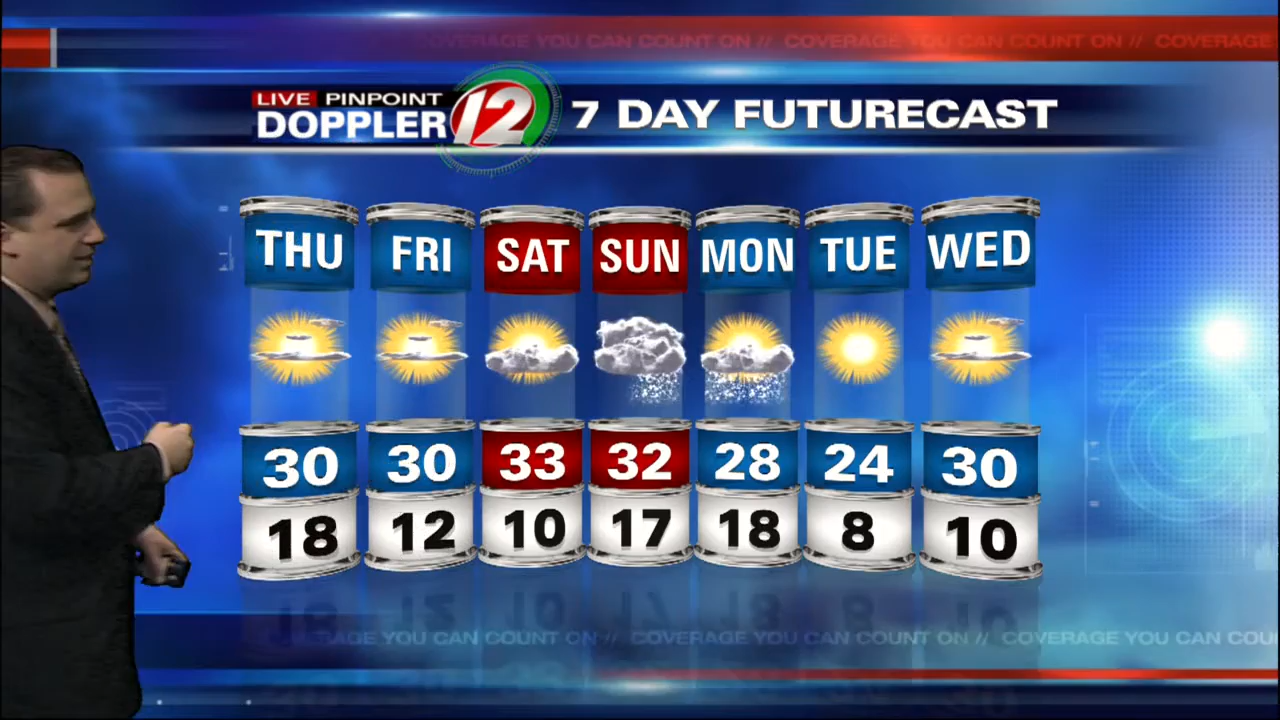 COVERAGE YOU CAN COUNT ON // COVERAGE YOU CAN COUNT ON // COVERAGE
LIVE PINPOINT
DOPPLER 12
7 DAY FUTURECAST
THU FRI SAT SUN MON TUE WED
30 30 33 32 28 24 30
18 12 10 17 18 8 10
COVERAGE YOU CAN COUNT ON // COVERAGE YOU CAN COUNT ON // COVERAGE YOU CAN COU